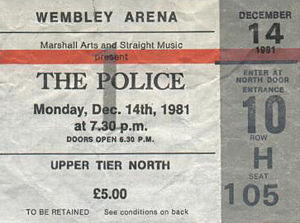 WEMBLEY ARENA
Marshall Arts and Straight Music
present
THE POLICE
Monday, Dec. 14th, 1981
at 7.30 p.m.
DOORS OPEN 6.30 P.M.
UPPER TIER NORTH
£5.00
TO BE RETAINED See conditions on back
DECEMBER
14
1981
ENTER AT
NORTH DOOR
ENTRANCE
10
ROW
H
SEAT
105